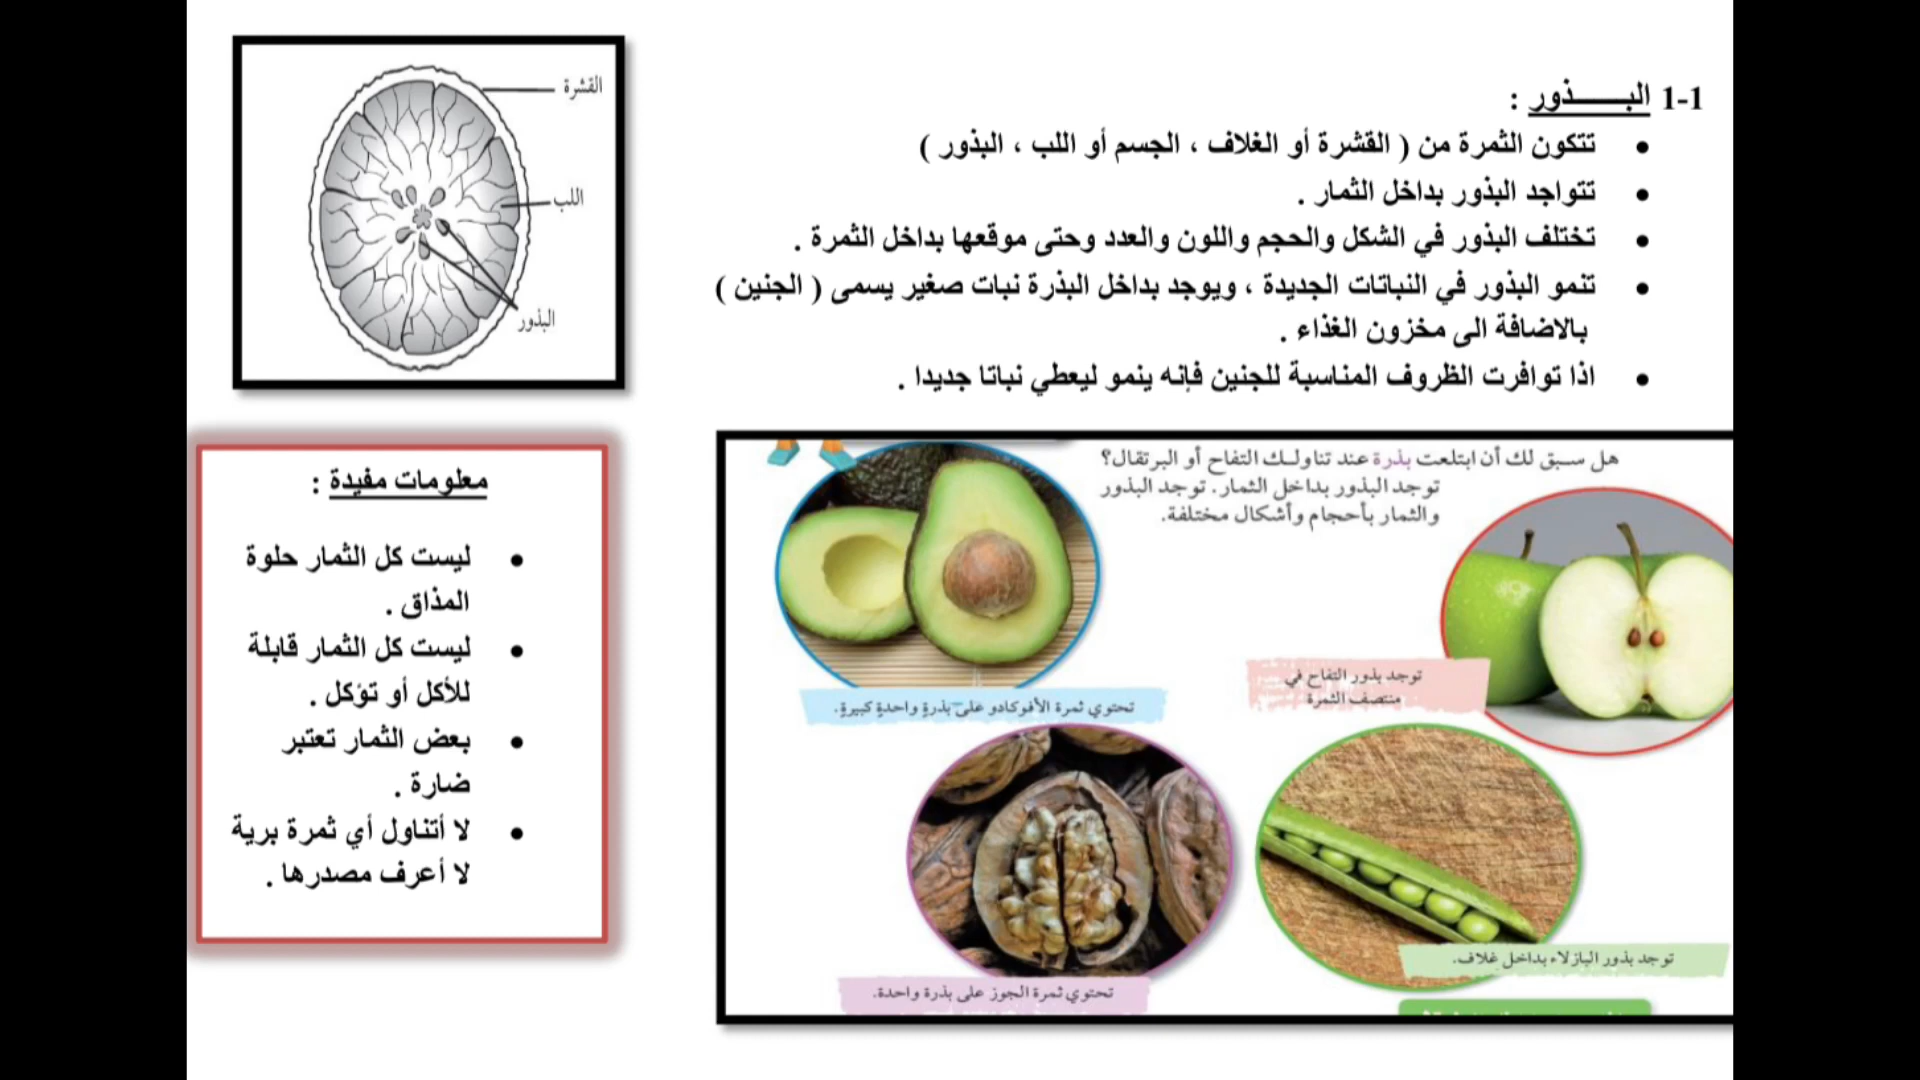 1-1 البـــــــذور :
• تتكون الثمرة من ( القشرة أو الغلاف ، الجسم أو اللب ، البذور )
• تتواجد البذور بداخل الثمار .
• تختلف البذور في الشكل والحجم واللون والعدد وحتى موقعها بداخل الثمرة .
• تنمو البذور في النباتات الجديدة ، ويوجد بداخل البذرة نبات صغير يسمى ( الجنين )
بالاضافة الى مخزون الغذاء .
• اذا توافرت الظروف المناسبة للجنين فإنه ينمو ليعطي نباتا جديدا .
القشرة
اللب
البذور
هل سبق لك أن ابتلعت بذرة عند تناولك التفاح أو البرتقال؟
توجد البذور بداخل الثمار. توجد البذور
والثمار بأحجام وأشكال مختلفة.
توجد بذور التفاح في
منتصف الثمرة
تحتوي ثمرة الأفوكادو على بذرةٍ واحدةٍ كبيرةٍ.
توجد بذور البازلاء بداخل غلاف.
تحتوي ثمرة الجوز على بذرة واحدة.
معلومات مفيدة :
• ليست كل الثمار حلوة
المذاق .
• ليست كل الثمار قابلة
للأكل أو تؤكل .
• بعض الثمار تعتبر
ضارة .
• لا أتناول أي ثمرة برية
لا أعرف مصدرها .